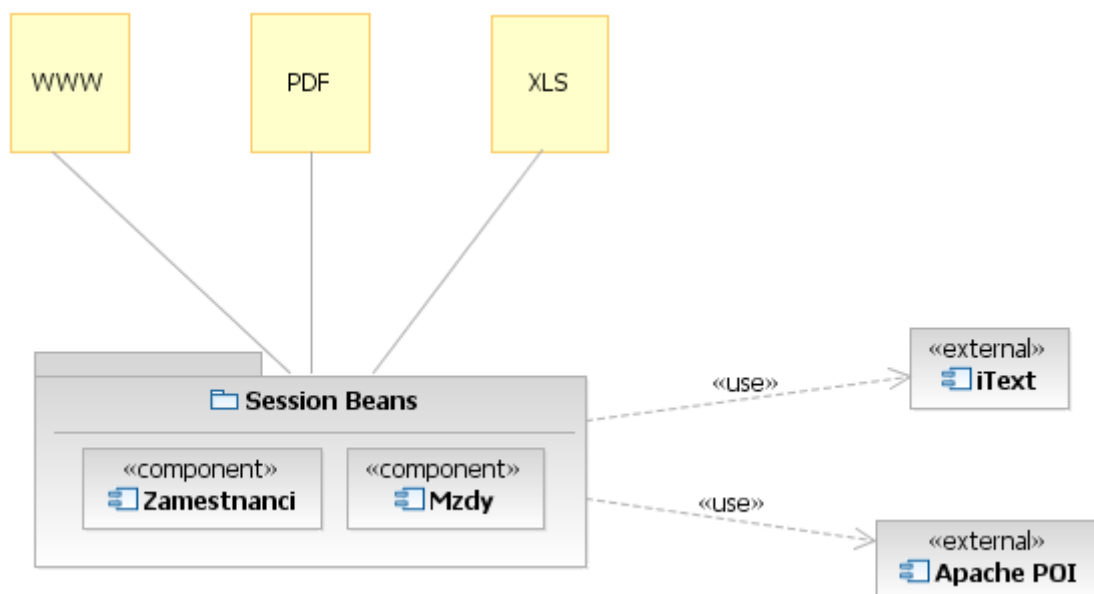 WWW
PDF
XLS
«external»
iText
«use»
Session Beans
«component»
Zamestnanci
«component»
Mzdy
«use»
«external»
Apache POI